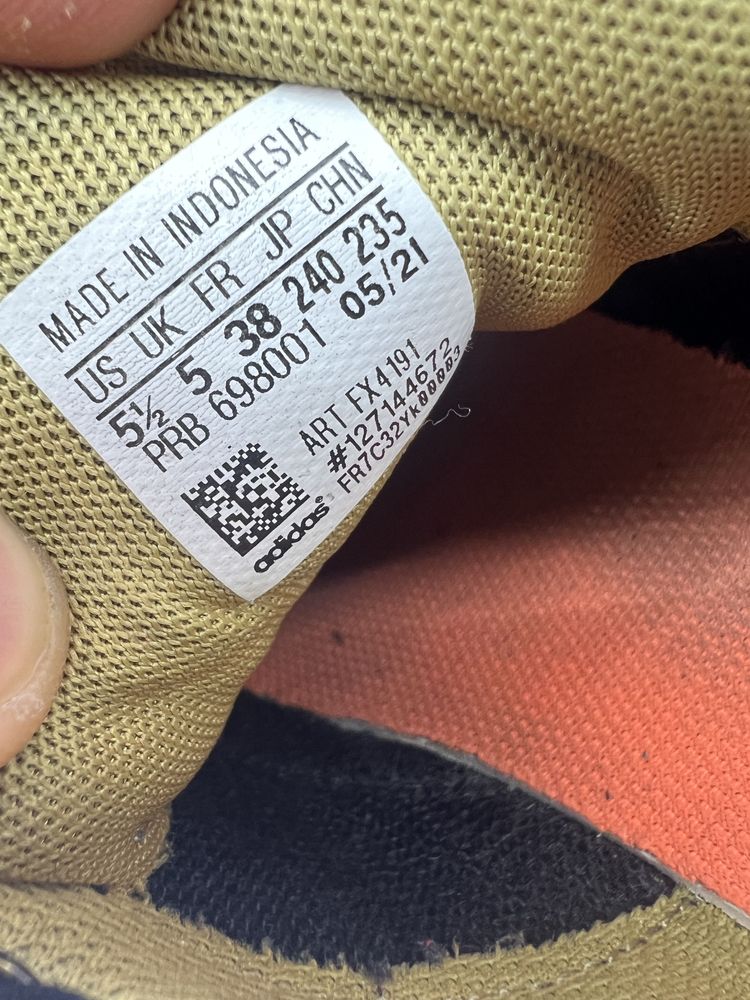 MADE IN INDONESIA
US UK FR JP CHN
5½ 5 38 240 235
PRB 698001 05/21
ART FX4191
#127144672
FR7C32YK00003
adidas®